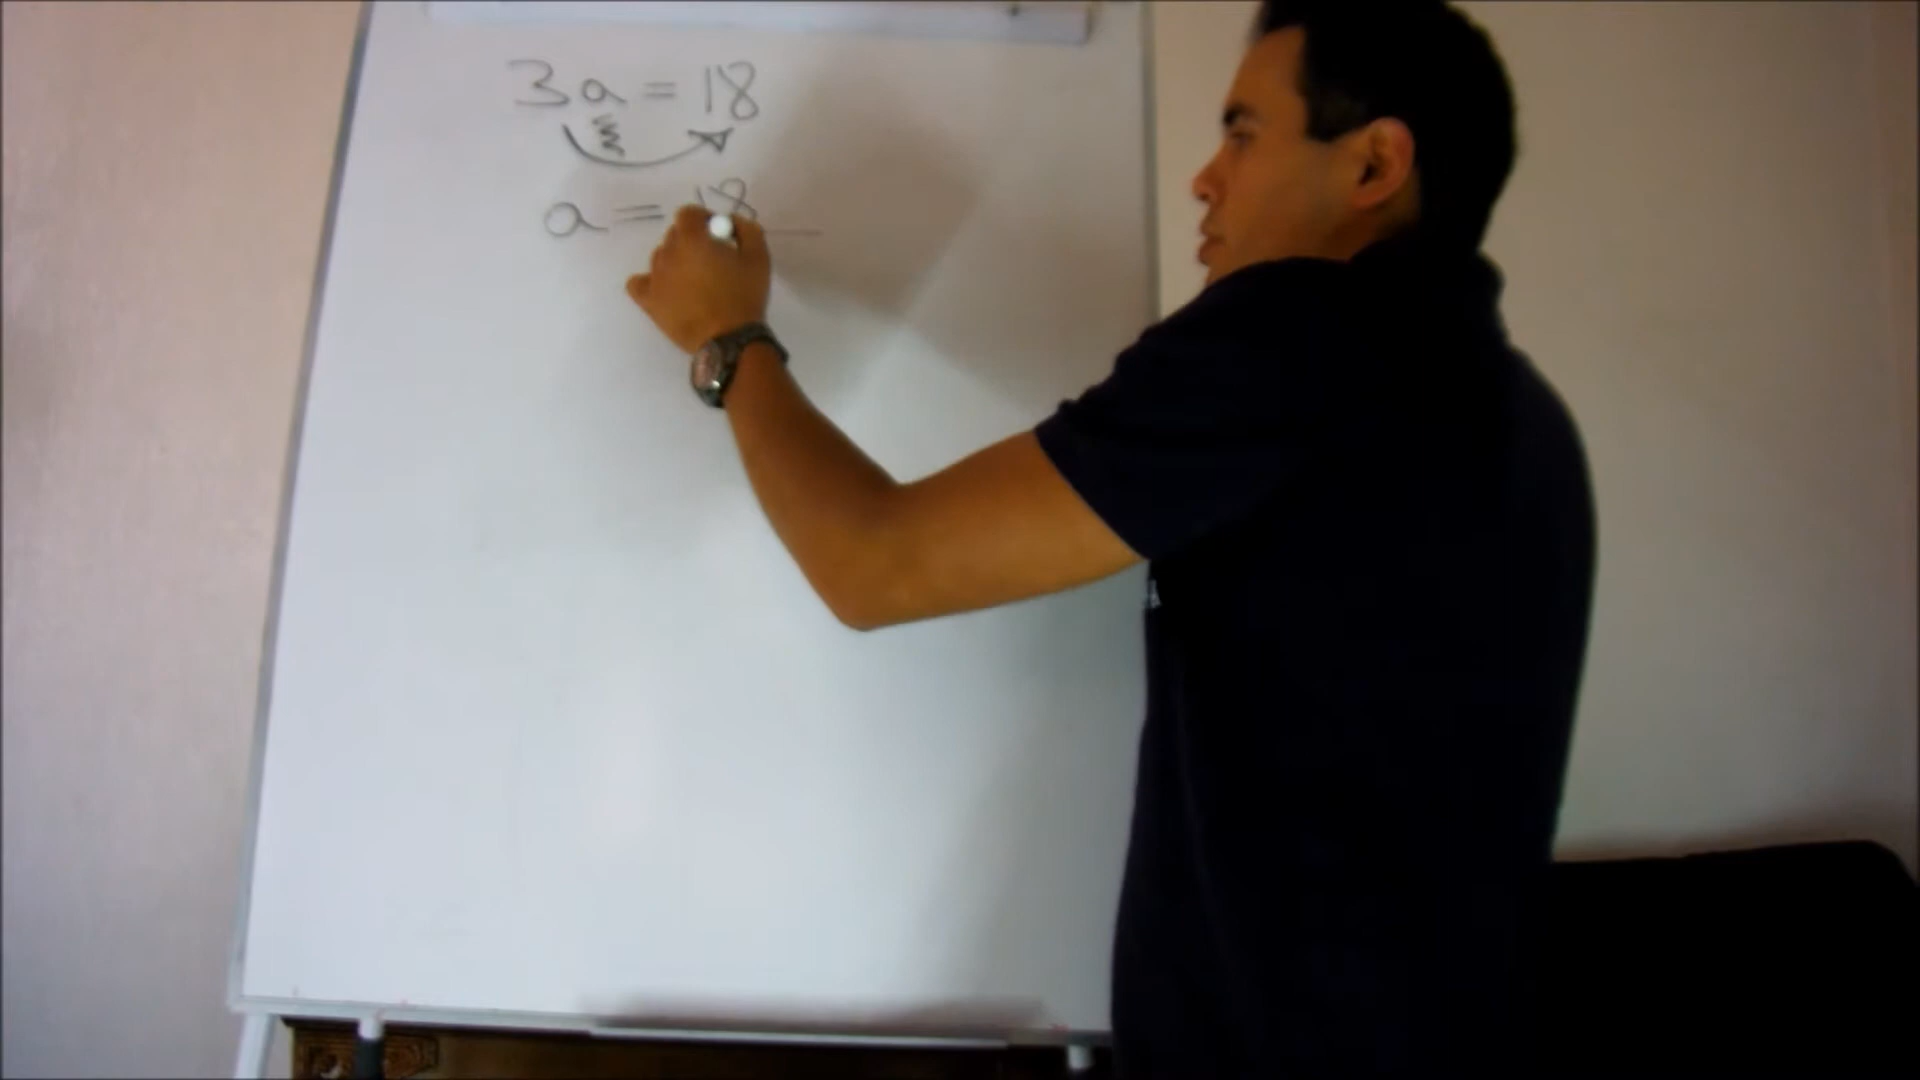 3a = 18
a = 18